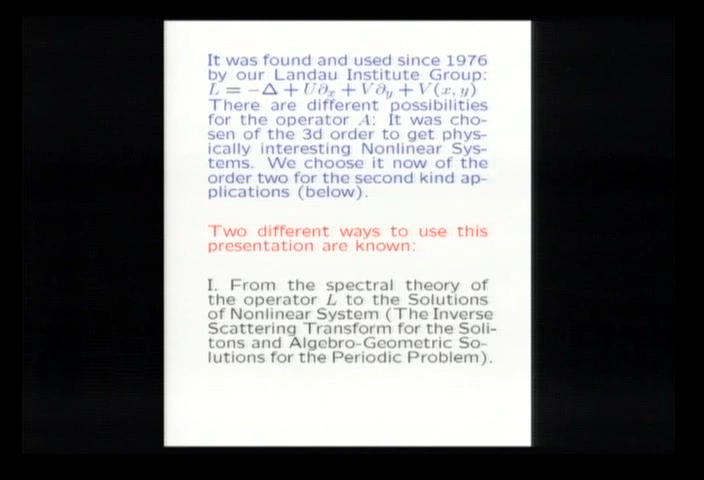 It was found and used since 1976
by our Landau Institute Group:
L = −Δ + U∂x + V∂y + V(x, y)
There are different possibilities
for the operator A: It was cho-
sen of the 3d order to get phys-
ically interesting Nonlinear Sys-
tems. We choose it now of the
order two for the second kind ap-
plications (below).
Two different ways to use this
presentation are known:
I. From the spectral theory of
the operator L to the Solutions
of Nonlinear System (The Inverse
Scattering Transform for the Soli-
tons and Algebro-Geometric So-
lutions for the Periodic Problem).